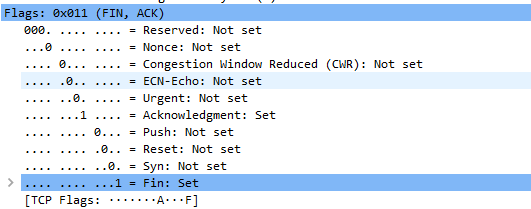 Flags: 0x011 (FIN, ACK)
000. .... .... = Reserved: Not set
...0 .... .... = Nonce: Not set
.... 0... .... = Congestion Window Reduced (CWR): Not set
.... .0.. .... = ECN-Echo: Not set
.... ..0. .... = Urgent: Not set
.... ...1 .... = Acknowledgment: Set
.... .... 0... = Push: Not set
.... .... .0.. = Reset: Not set
.... .... ..0. = Syn: Not set
.... .... ...1 = Fin: Set
[TCP Flags: ·······A···F]